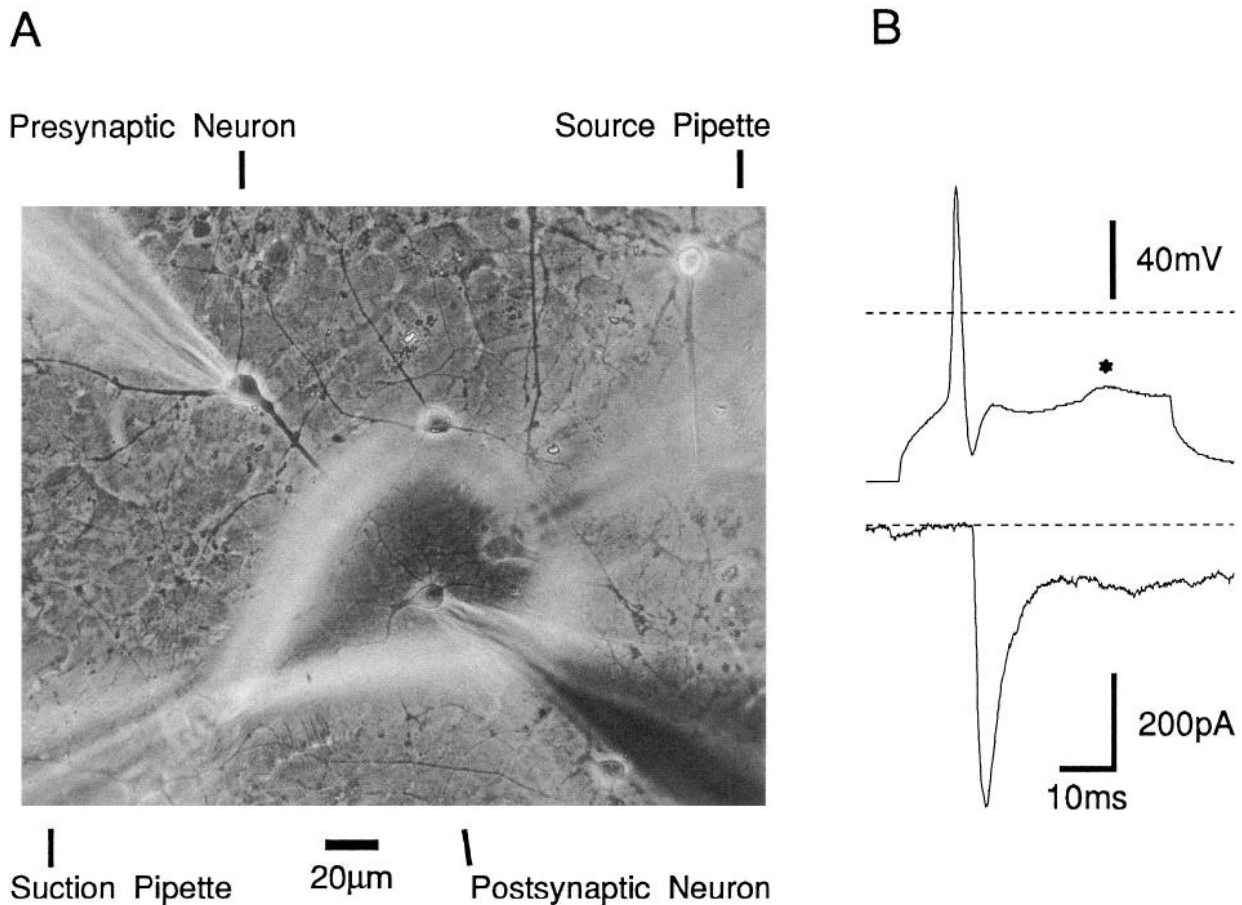 A
B
Presynaptic Neuron
Source Pipette
40mV
*
200pA
10ms
20μm
Suction Pipette
Postsynaptic Neuron